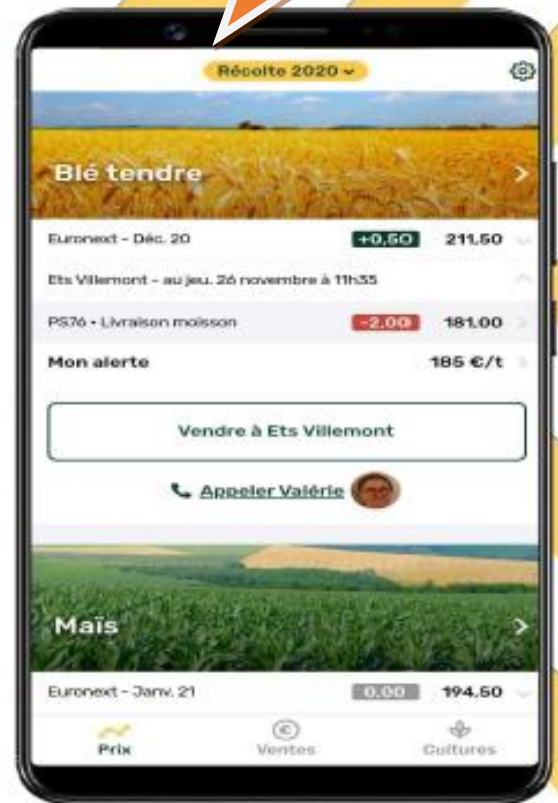 Récolte 2020
Blé tendre
Euronext - Déc. 20 +0,50 211,50
Ets Villemont - au jeu. 26 novembre à 11h35
PS76 • Livraison moisson -2,00 181,00
Mon alerte 185 €/t
Vendre à Ets Villemont
Appeler Valérie
Maïs
Euronext - Janv. 21 0,00 194,50
Prix Ventes Cultures